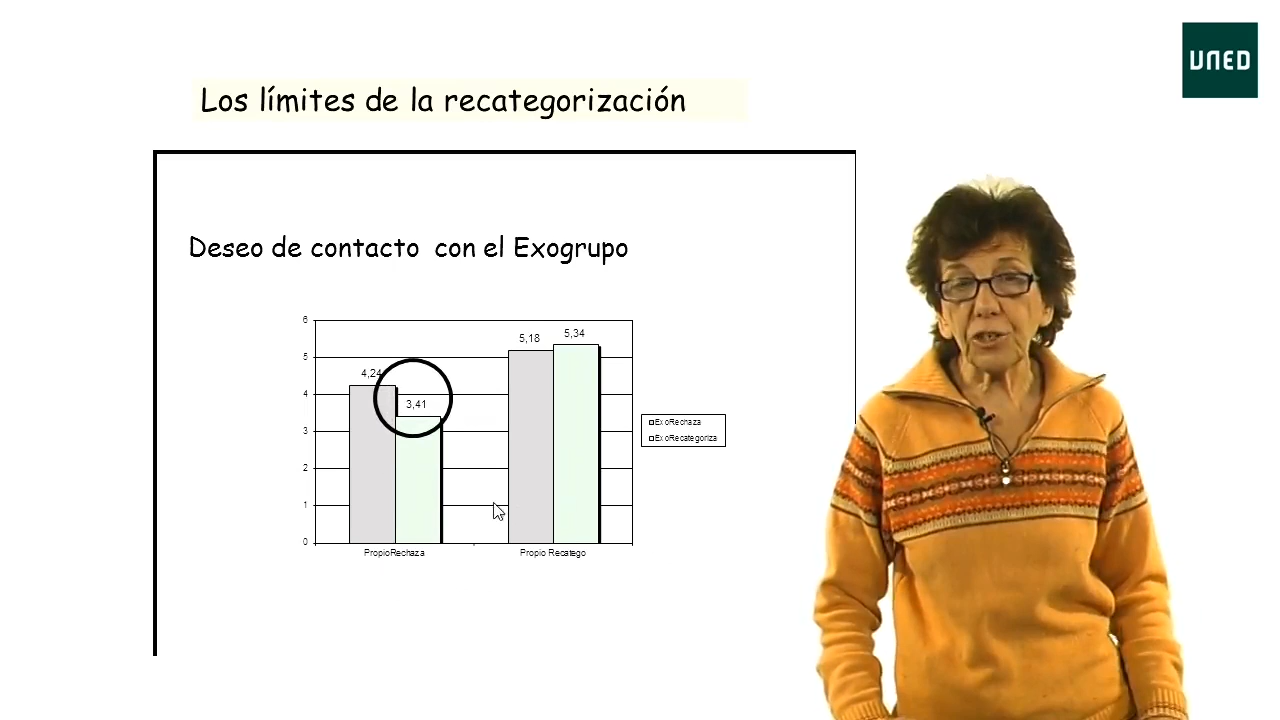 UNED
Los límites de la recategorización
Deseo de contacto con el Exogrupo
6
5
4
3
2
1
0
4,24
3,41
5,18
5,34
PropioRechaza
Propio Recatego
ExoRechaza
ExoRecategoriza